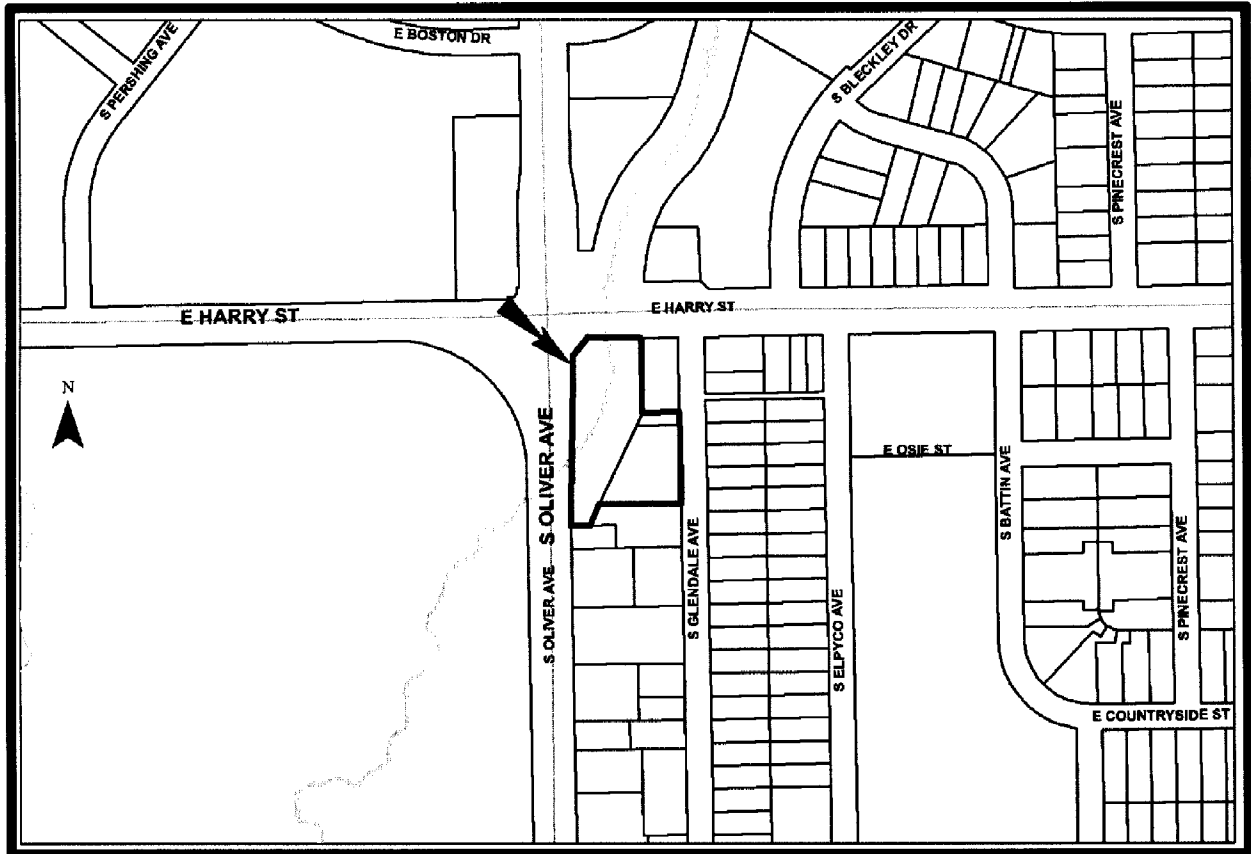 E BOSTON DR
S PERSHING AVE
S BLECKLEY DR
S PINECREST AVE
E HARRY ST
E HARRY ST
N
S OLIVER AVE
S OLIVER AVE
S GLENDALE AVE
S ELPYCO AVE
E OSIE ST
S BATTIN AVE
S PINECREST AVE
E COUNTRYSIDE ST